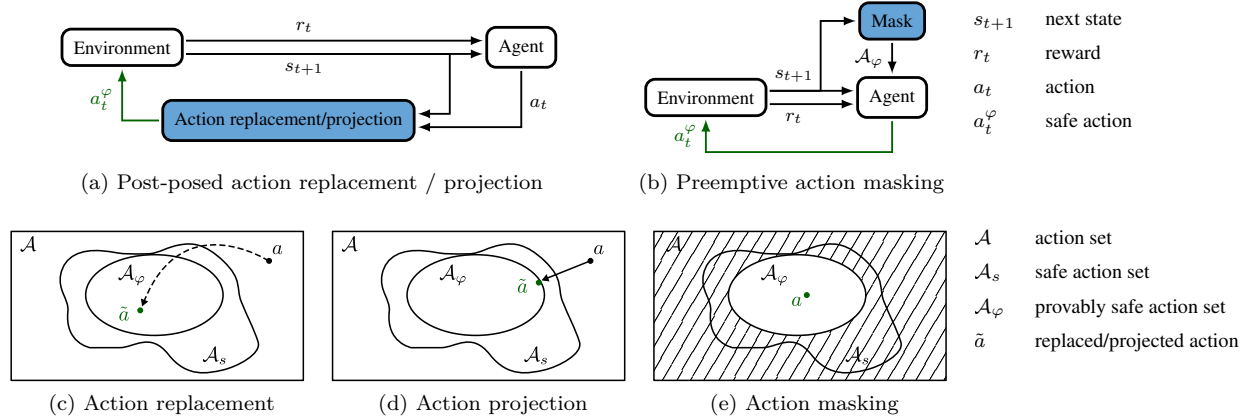 Environment
r_t
s_{t+1}
Agent
a_t^φ
Action replacement/projection
a_t
(a) Post-posed action replacement / projection
Mask
𝒜_φ
s_{t+1}
Environment
r_t
Agent
a_t^φ
(b) Preemptive action masking
s_{t+1} next state
r_t reward
a_t action
a_t^φ safe action
𝒜
a
𝒜_φ
ã
𝒜_s
(c) Action replacement
𝒜
a
𝒜_φ
ã
𝒜_s
(d) Action projection
𝒜
𝒜_φ
a
𝒜_s
(e) Action masking
𝒜 action set
𝒜_s safe action set
𝒜_φ provably safe action set
ã replaced/projected action